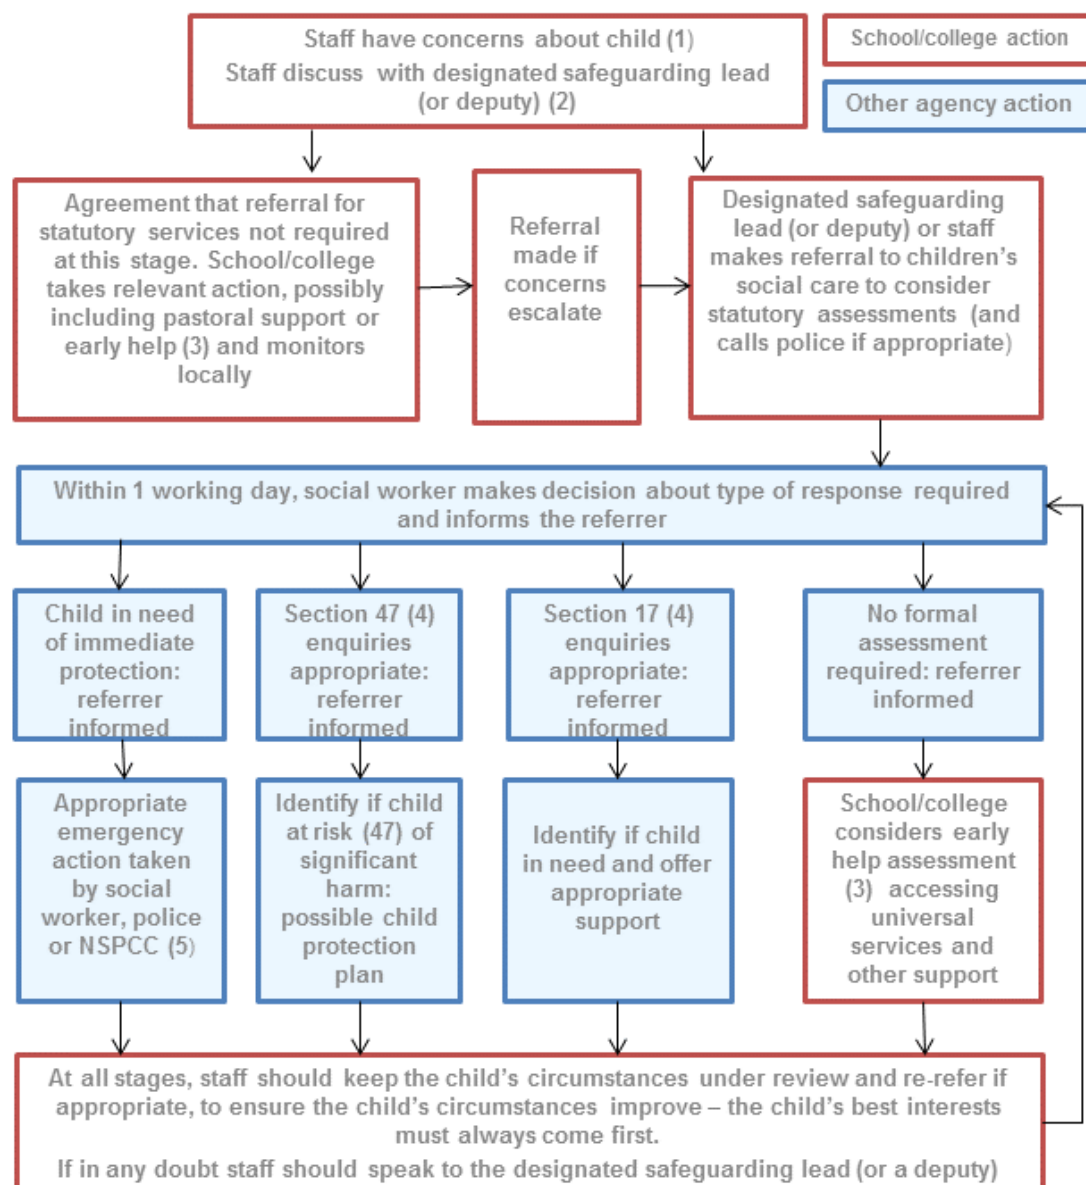 Staff have concerns about child (1)
Staff discuss with designated safeguarding lead
(or deputy) (2)
School/college action
Other agency action
Agreement that referral for
statutory services not required
at this stage. School/college
takes relevant action, possibly
including pastoral support or
early help (3) and monitors
locally
Referral
made if
concerns
escalate
Designated safeguarding
lead (or deputy) or staff
makes referral to children's
social care to consider
statutory assessments (and
calls police if appropriate)
Within 1 working day, social worker makes decision about type of response required
and informs the referrer
Child in need
of immediate
protection:
referrer
informed
Section 47 (4)
enquiries
appropriate:
referrer
informed
Section 17 (4)
enquiries
appropriate:
referrer
informed
No formal
assessment
required: referrer
informed
Appropriate
emergency
action taken
by social
worker, police
or NSPCC (5)
Identify if child
at risk (47) of
significant
harm:
possible child
protection
plan
Identify if child
in need and offer
appropriate
support
School/college
considers early
help assessment
(3) accessing
universal
services and
other support
At all stages, staff should keep the child's circumstances under review and re-refer if
appropriate, to ensure the child's circumstances improve – the child's best interests
must always come first.
If in any doubt staff should speak to the designated safeguarding lead (or a deputy)